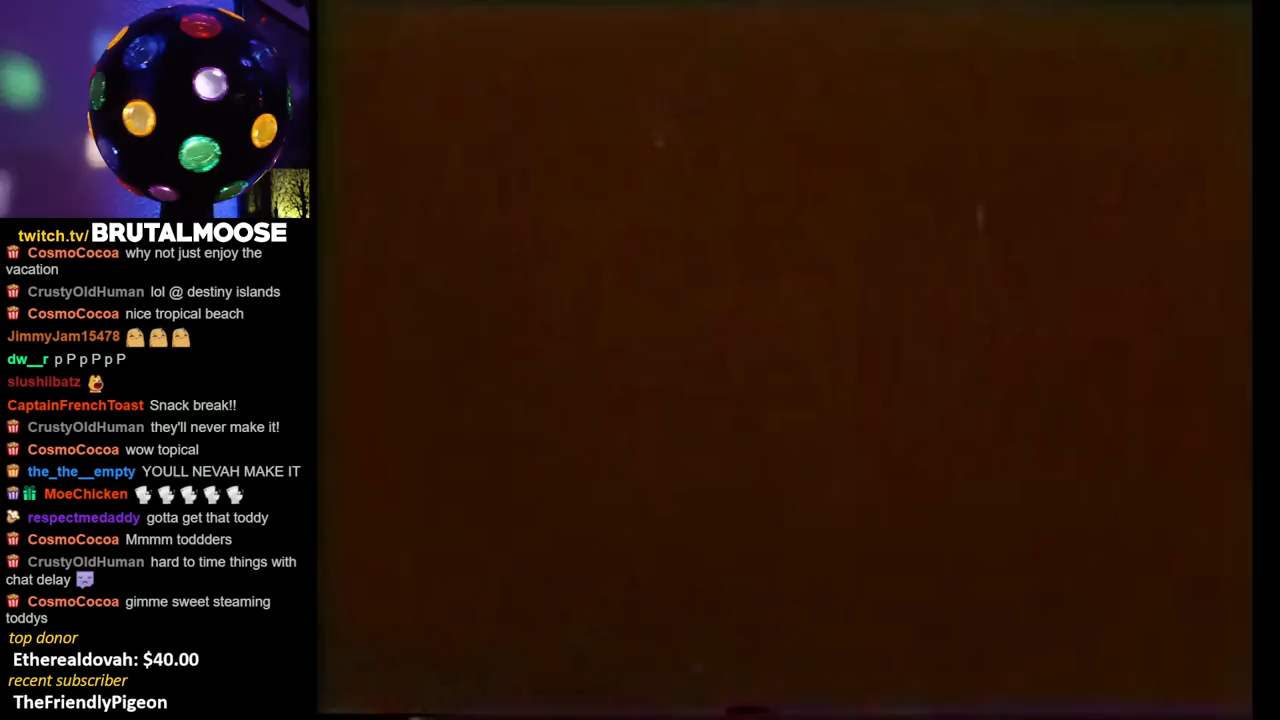 twitch.tv/BRUTALMOOSE
CosmoCocoa why not just enjoy the
vacation
CrustyOldHuman lol @ destiny islands
CosmoCocoa nice tropical beach
JimmyJam15478
dw__r p P p P p P
slushiibatz
CaptainFrenchToast Snack break!!
CrustyOldHuman they'll never make it!
CosmoCocoa wow topical
the_the__empty YOULL NEVAH MAKE IT
MoeChicken
respectmedaddy gotta get that toddy
CosmoCocoa Mmmm toddders
CrustyOldHuman hard to time things with
chat delay
CosmoCocoa gimme sweet steaming
toddys
top donor
Etherealdovah: $40.00
recent subscriber
TheFriendlyPigeon